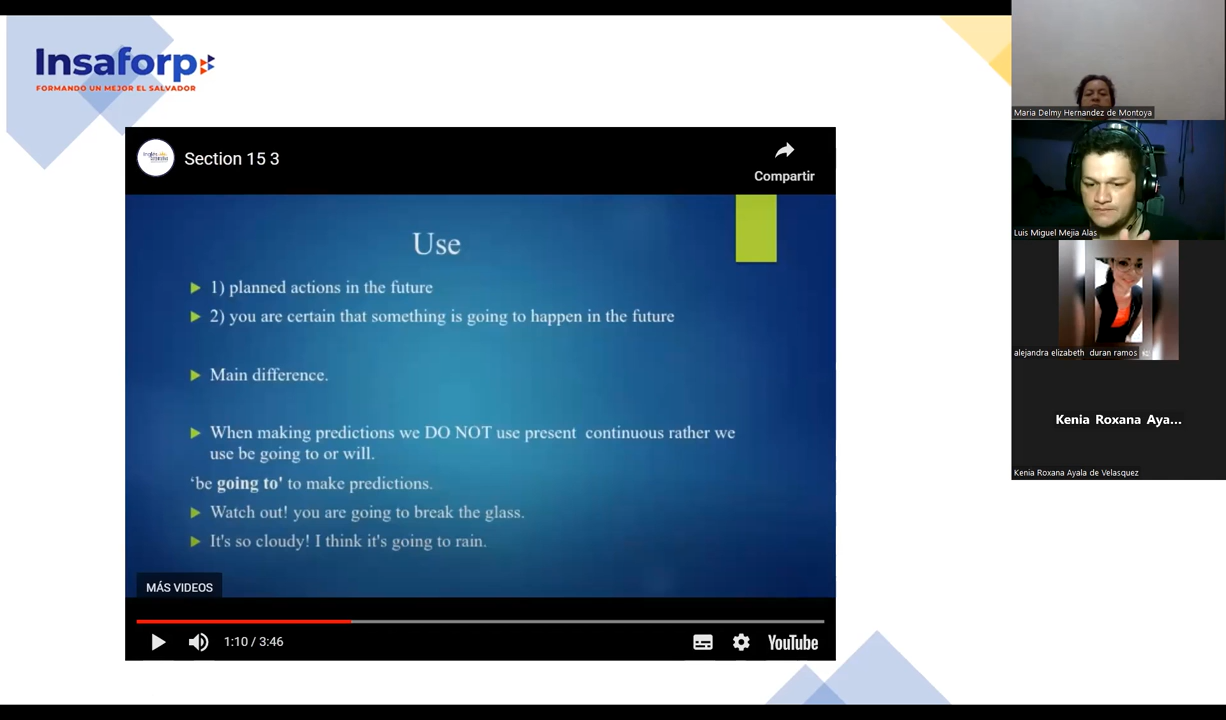 Insaforp
FORMANDO UN MEJOR EL SALVADOR
Section 15 3
Compartir
Use
1) planned actions in the future
2) you are certain that something is going to happen in the future
Main difference.
When making predictions we DO NOT use present continuous rather we
use be going to or will.
‘be going to' to make predictions.
Watch out! you are going to break the glass.
It's so cloudy! I think it's going to rain.
MÁS VIDEOS
1:10 / 3:46
YouTube
Maria Delmy Hernandez de Montoya
Luis Miguel Mejia Alas
alejandra elizabeth duran ramos
Kenia Roxana Aya...
Kenia Roxana Ayala de Velasquez